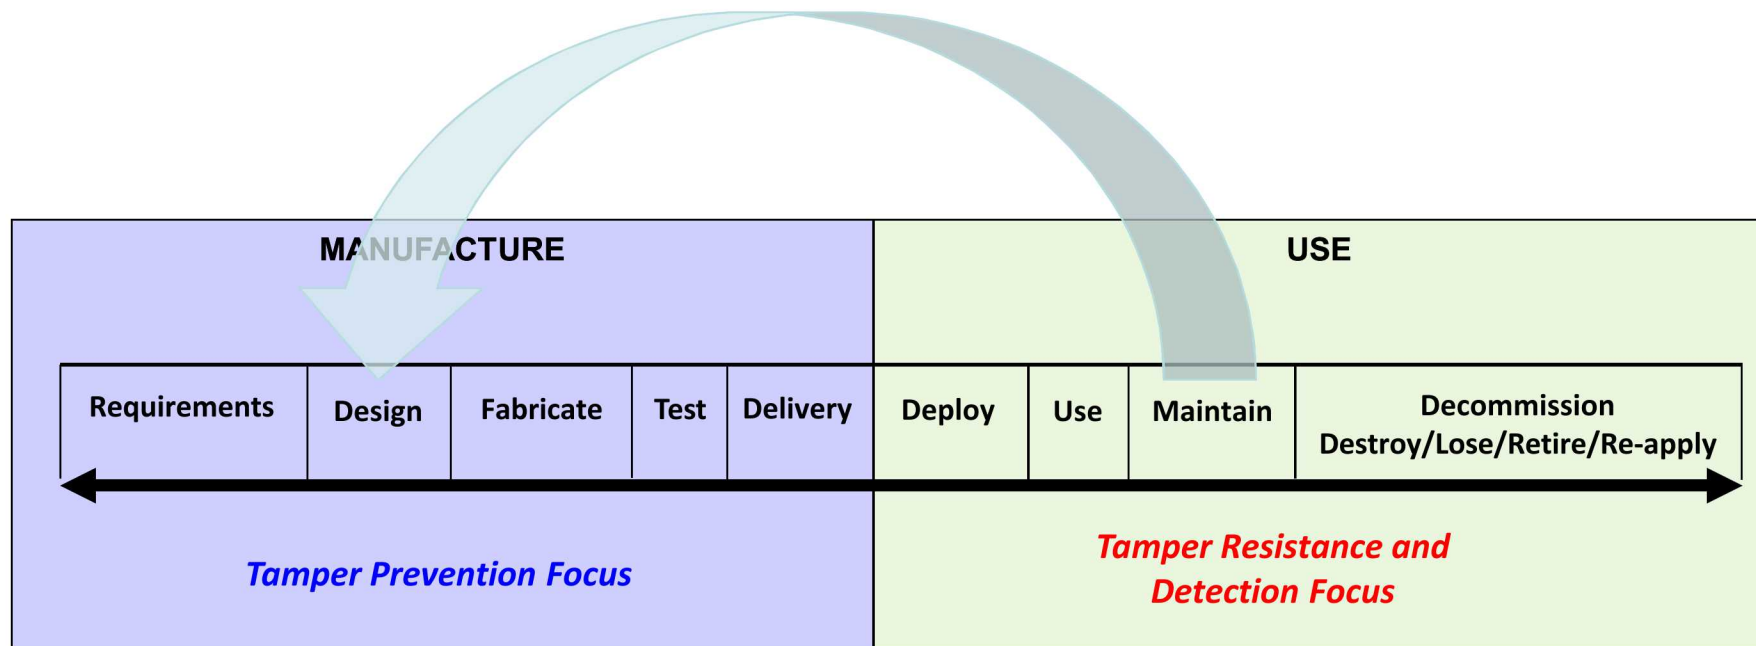 MANUFACTURE
USE
Requirements
Design
Fabricate
Test
Delivery
Deploy
Use
Maintain
Decommission
Destroy/Lose/Retire/Re-apply
Tamper Prevention Focus
Tamper Resistance and
Detection Focus